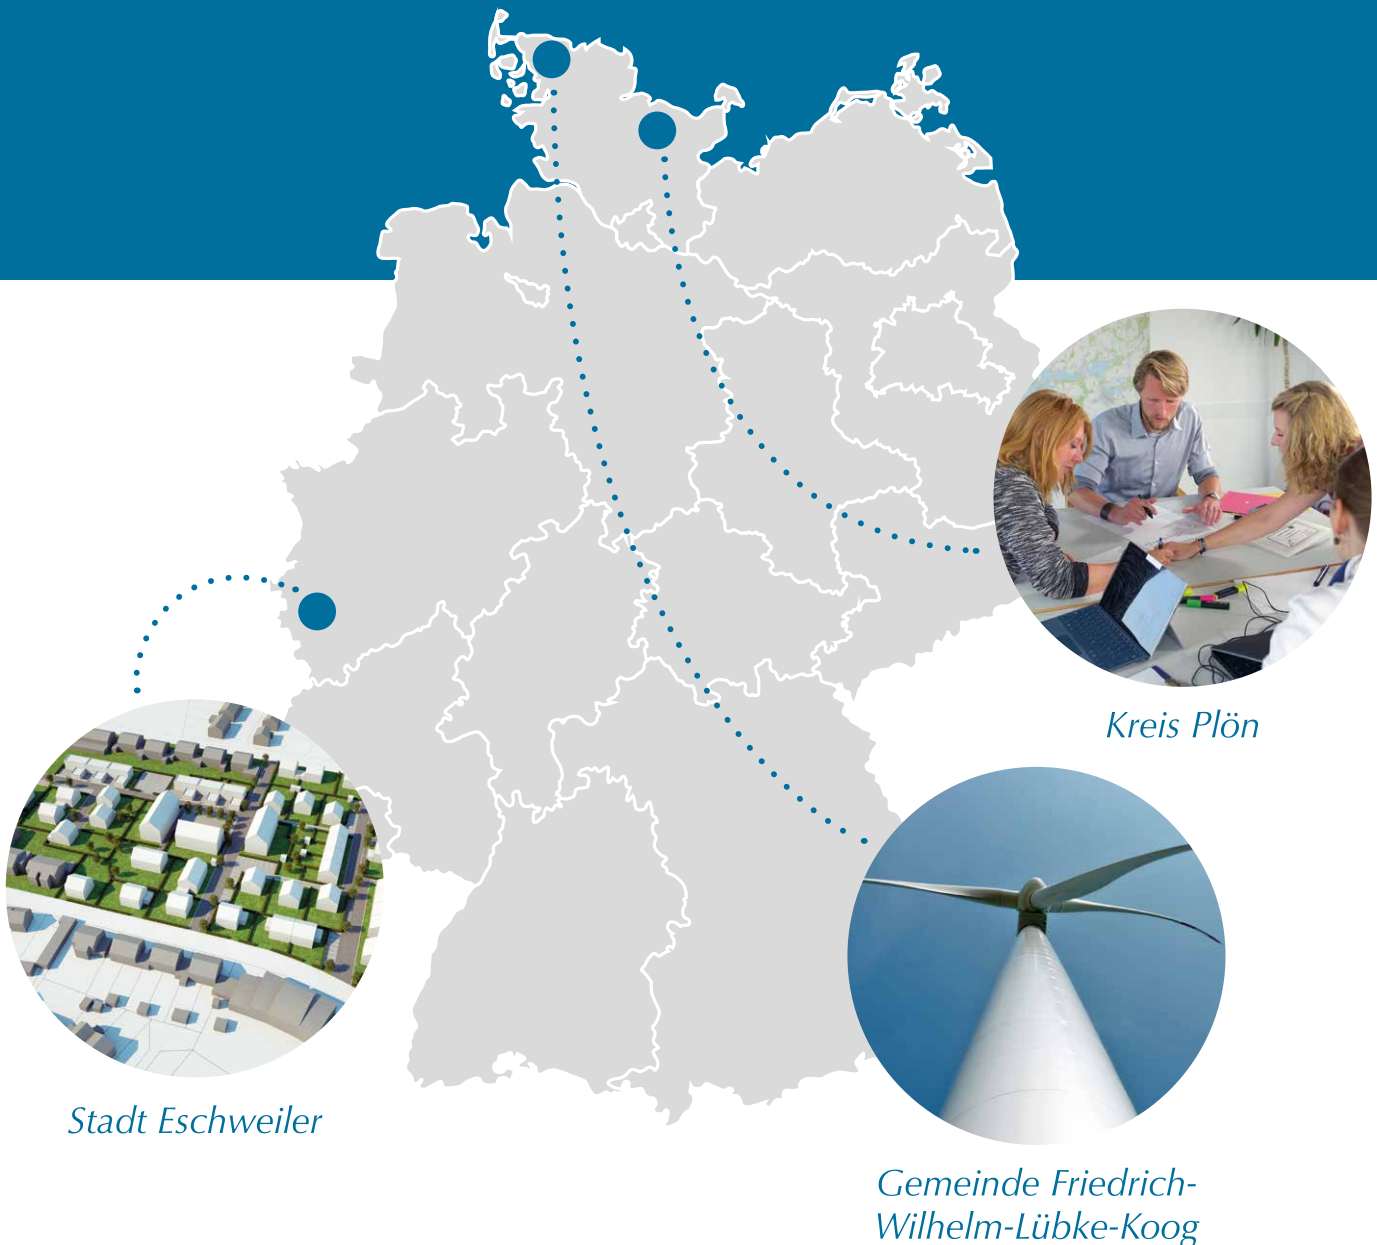 Kreis Plön
Stadt Eschweiler
Gemeinde Friedrich-
Wilhelm-Lübke-Koog